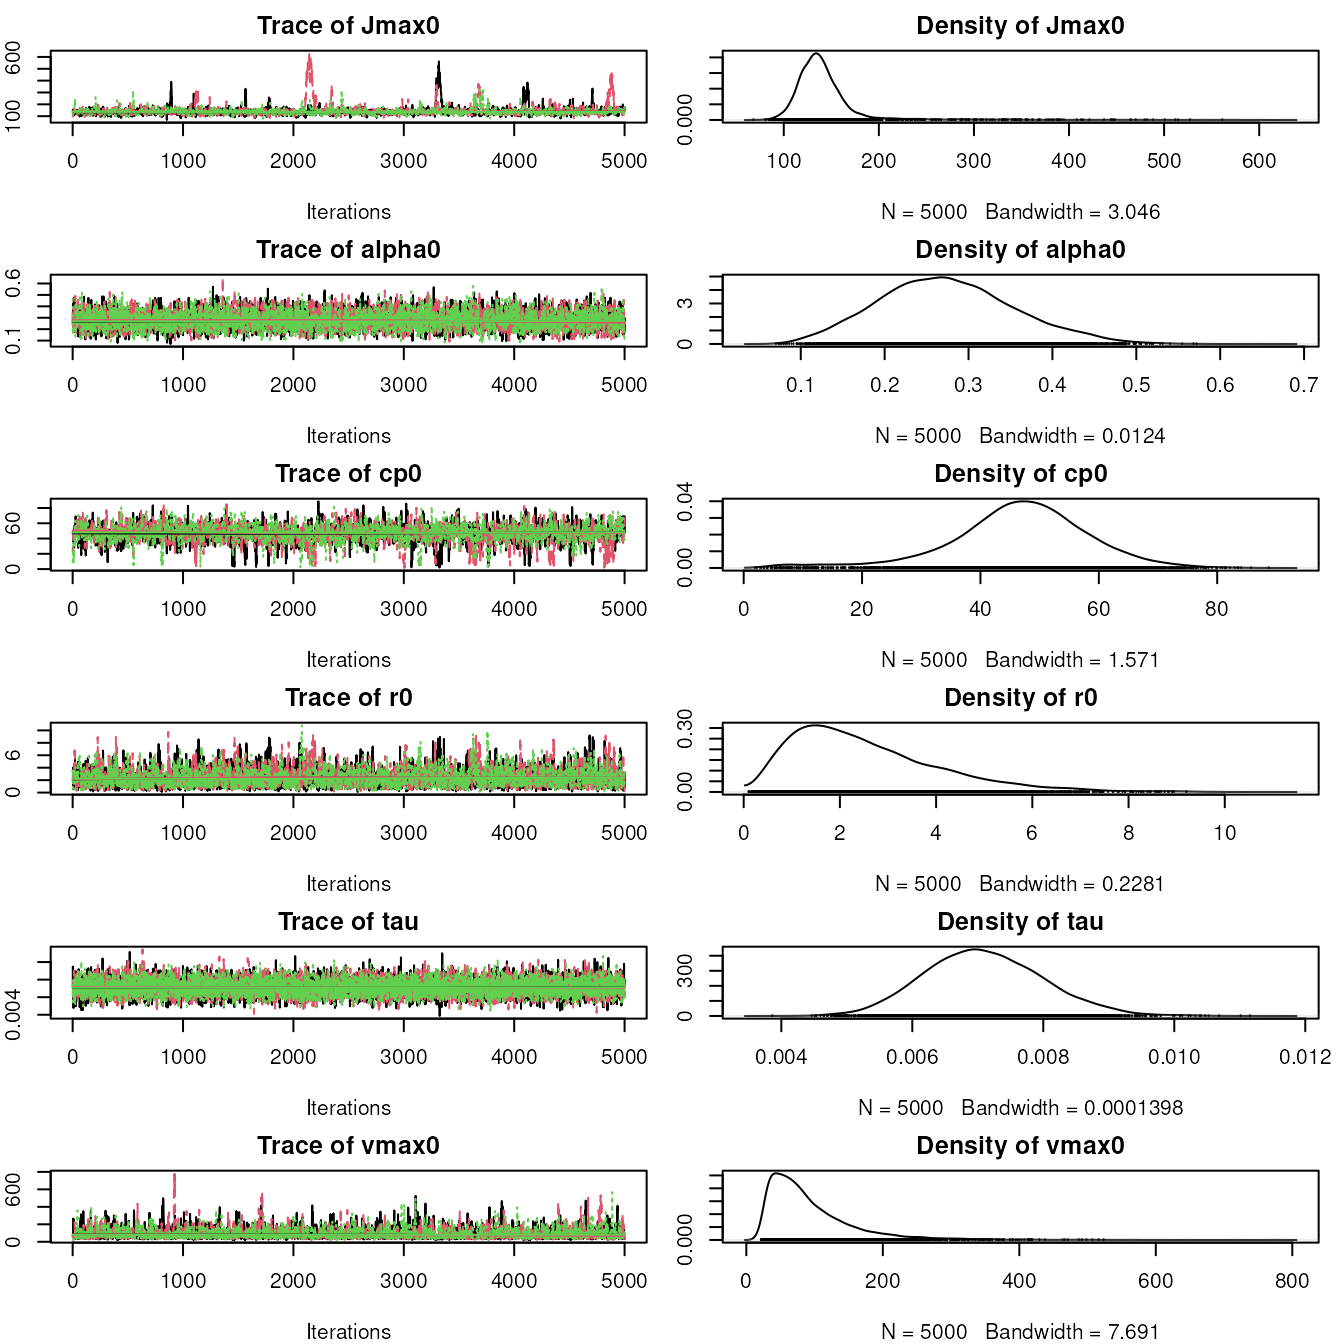 Trace of Jmax0
Density of Jmax0
100 600
0.000
0 1000 2000 3000 4000 5000
100 200 300 400 500 600
Iterations
N = 5000 Bandwidth = 3.046
Trace of alpha0
Density of alpha0
0.1 0.6
0 3
0 1000 2000 3000 4000 5000
0.1 0.2 0.3 0.4 0.5 0.6 0.7
Iterations
N = 5000 Bandwidth = 0.0124
Trace of cp0
Density of cp0
0 60
0.00 0.04
0 1000 2000 3000 4000 5000
0 20 40 60 80
Iterations
N = 5000 Bandwidth = 1.571
Trace of r0
Density of r0
0 6
0.00 0.30
0 1000 2000 3000 4000 5000
0 2 4 6 8 10
Iterations
N = 5000 Bandwidth = 0.2281
Trace of tau
Density of tau
0.004
0 300
0 1000 2000 3000 4000 5000
0.004 0.006 0.008 0.010 0.012
Iterations
N = 5000 Bandwidth = 0.0001398
Trace of vmax0
Density of vmax0
0 600
0.000
0 1000 2000 3000 4000 5000
0 200 400 600 800
Iterations
N = 5000 Bandwidth = 7.691